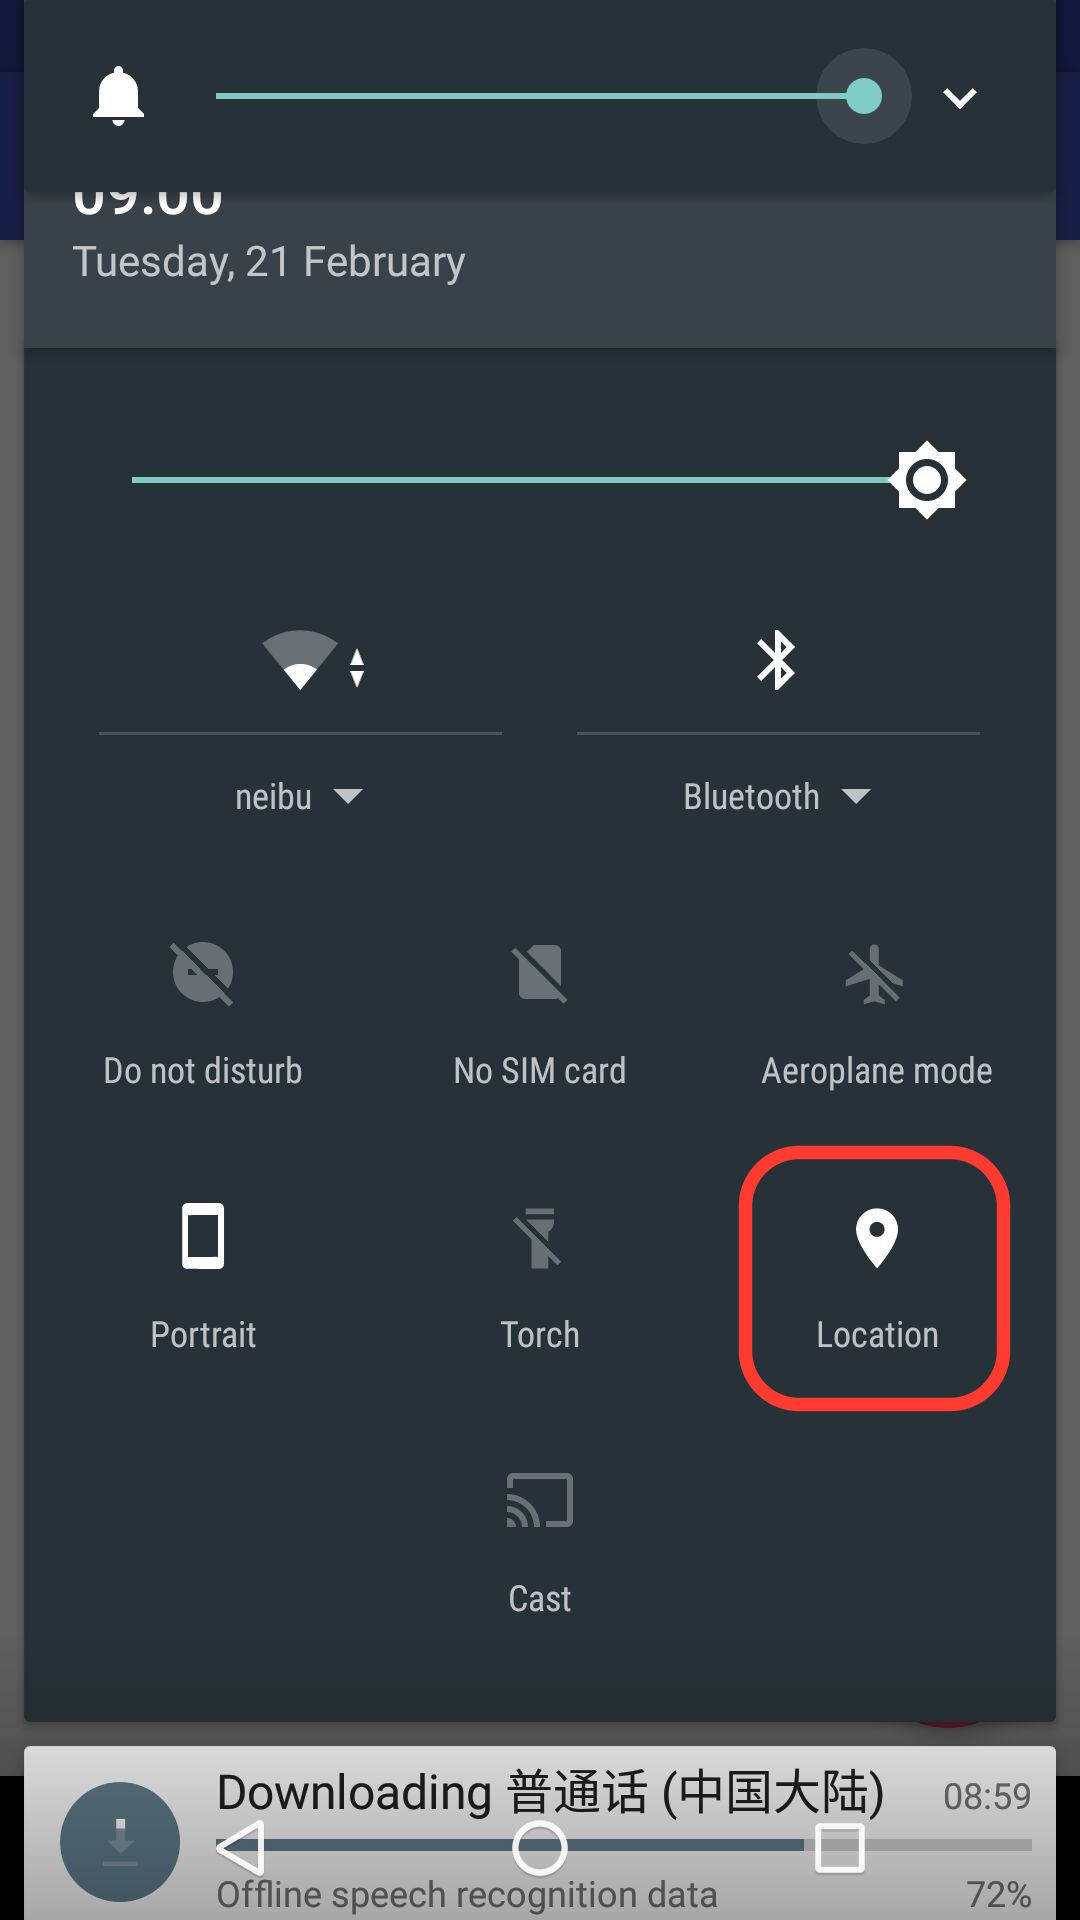 09:00
Tuesday, 21 February
neibu
Bluetooth
Do not disturb
No SIM card
Aeroplane mode
Portrait
Torch
Location
Cast
Downloading 普通话 (中国大陆)
08:59
Offline speech recognition data
72%